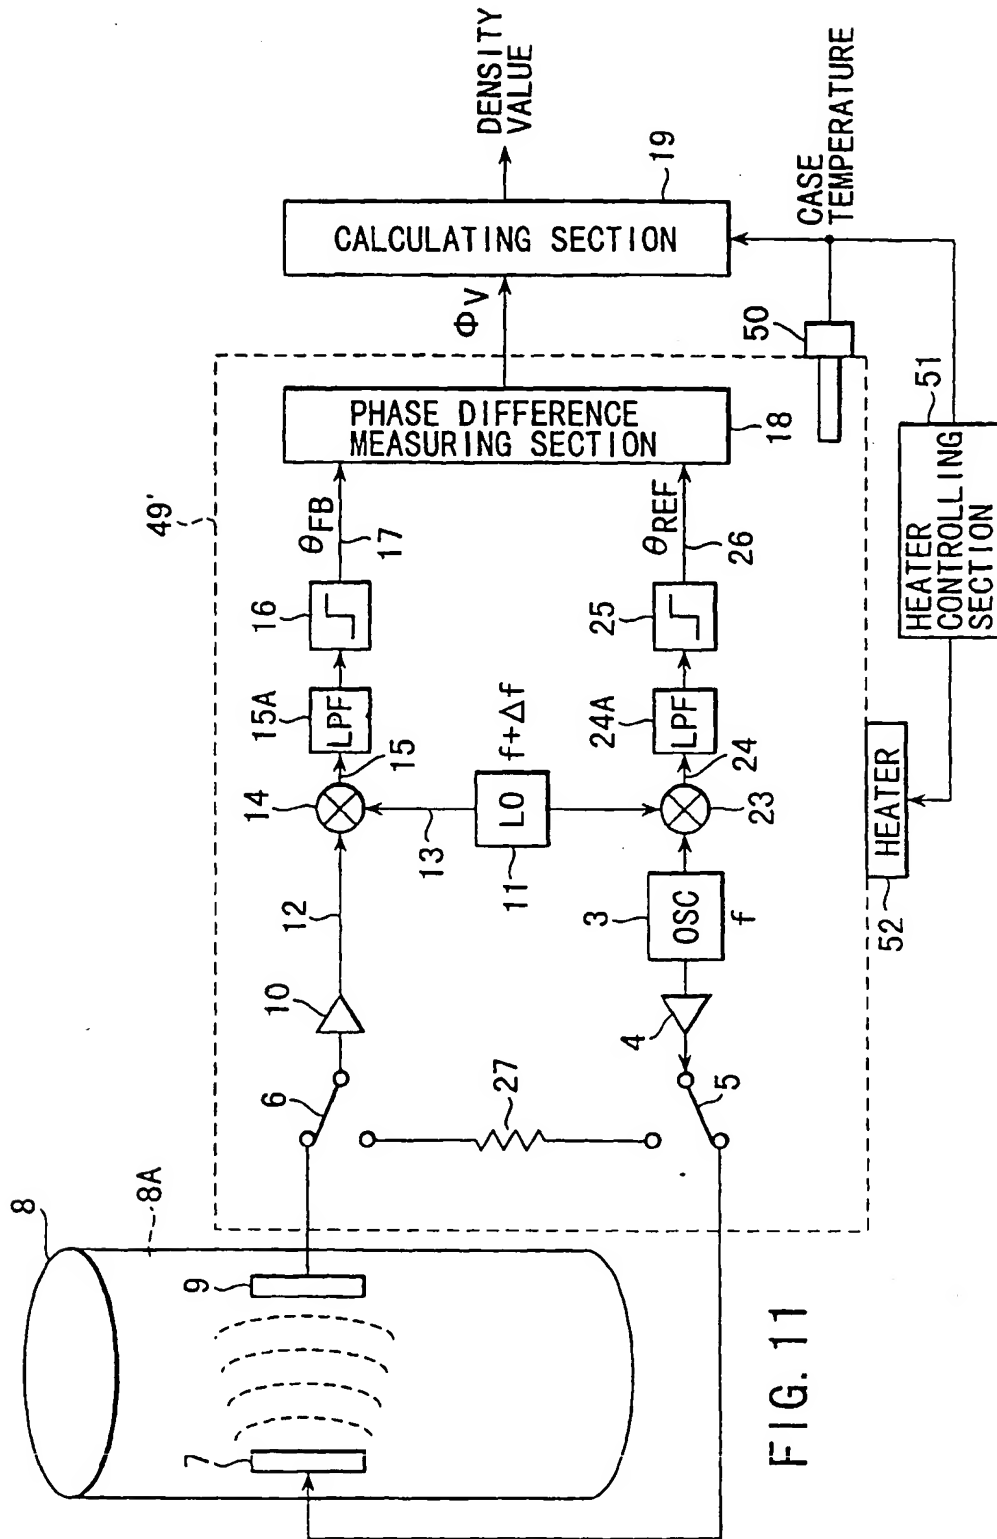 8
8A
7
9
49'
6
10
12
14
15
15A
LPF
16
θFB
17
PHASE DIFFERENCE
MEASURING SECTION
18
ΦV
CALCULATING SECTION
19
DENSITY
VALUE
13
LO
11
f+Δf
27
5
4
3
OSC
f
23
24
24A
LPF
25
θREF
26
50
CASE
TEMPERATURE
52
HEATER
51
HEATER
CONTROLLING
SECTION
FIG. 11